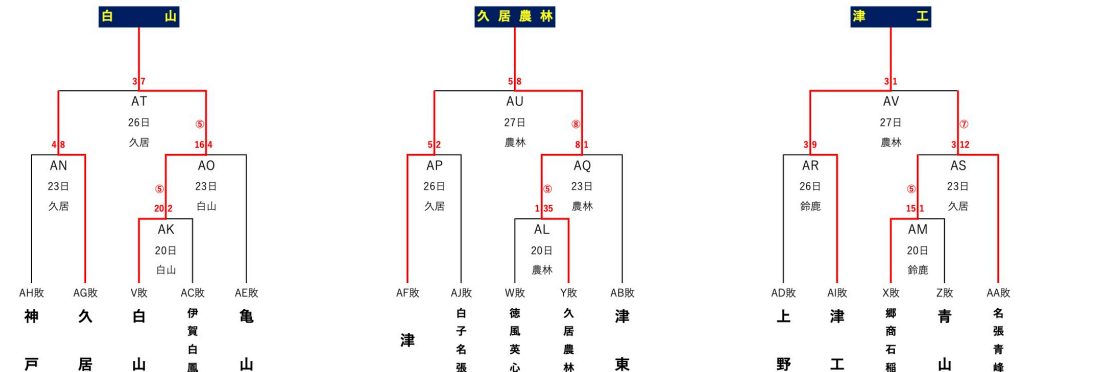 白山
久居農林
津工
3 7
5 8
3 1
AT
AU
AV
26日
27日
27日
⑤
⑧
⑦
久居
農林
農林
4 8
16 4
5 2
8 1
3 9
3 12
AN
AO
AP
AQ
AR
AS
23日
23日
26日
23日
26日
23日
⑤
⑤
⑤
久居
白山
久居
農林
鈴鹿
久居
20 2
1 35
15 1
AK
AL
AM
20日
20日
20日
白山
農林
鈴鹿
AH敗
AG敗
V敗
AC敗
AE敗
AF敗
AJ敗
W敗
Y敗
AB敗
AD敗
AI敗
X敗
Z敗
AA敗
神戸
久居
白山
伊賀白鳳
亀山
津
白子名張
徳風英心
久居農林
津東
上野
津工
郷商石稲
青山
名張青峰